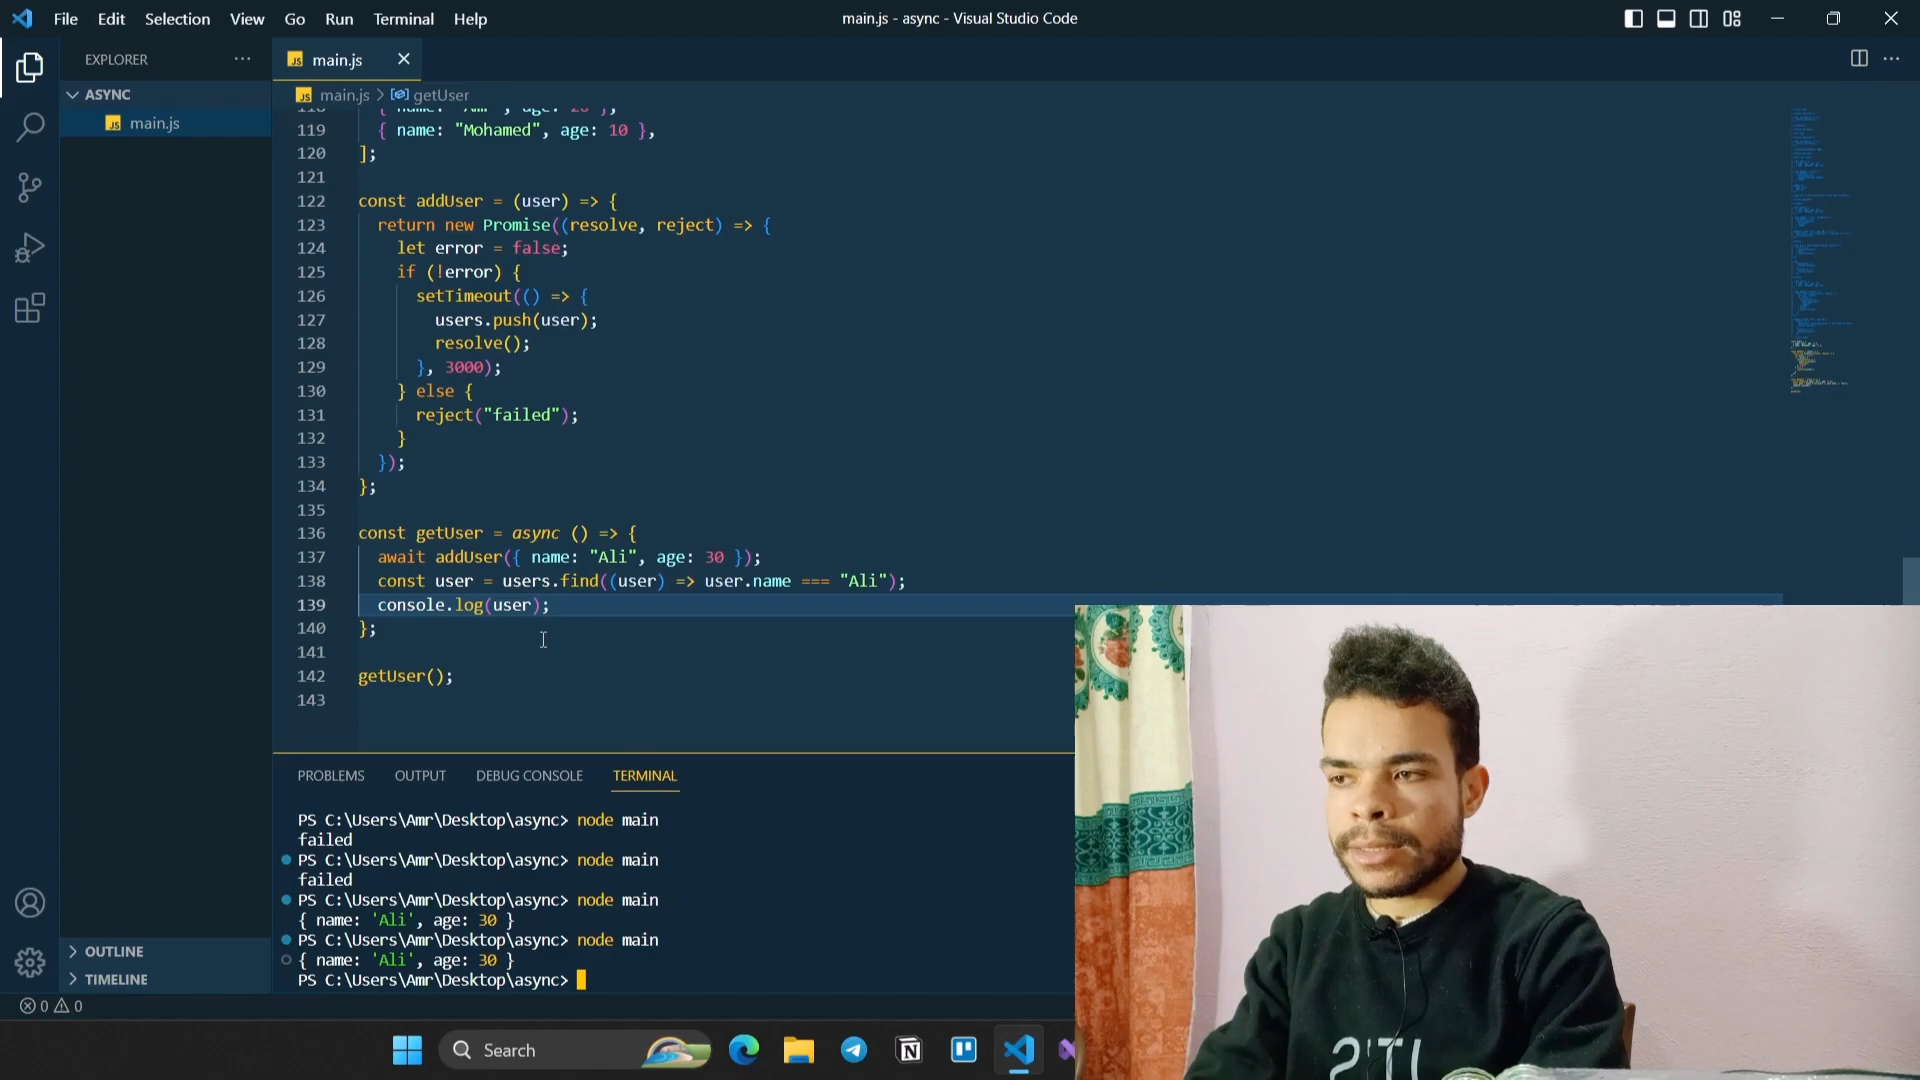 File Edit Selection View Go Run Terminal Help
main.js - async - Visual Studio Code
EXPLORER
main.js
ASYNC
main.js
main.js > getUser
119 { name: "Mohamed", age: 10 },
120 ];
121
122 const addUser = (user) => {
123 return new Promise((resolve, reject) => {
124 let error = false;
125 if (!error) {
126 setTimeout(() => {
127 users.push(user);
128 resolve();
129 }, 3000);
130 } else {
131 reject("failed");
132 }
133 });
134 };
135
136 const getUser = async () => {
137 await addUser({ name: "Ali", age: 30 });
138 const user = users.find((user) => user.name === "Ali");
139 console.log(user);
140 };
141
142 getUser();
143
PROBLEMS OUTPUT DEBUG CONSOLE TERMINAL
PS C:\Users\Amr\Desktop\async> node main
failed
PS C:\Users\Amr\Desktop\async> node main
failed
PS C:\Users\Amr\Desktop\async> node main
{ name: 'Ali', age: 30 }
PS C:\Users\Amr\Desktop\async> node main
{ name: 'Ali', age: 30 }
PS C:\Users\Amr\Desktop\async>
OUTLINE
TIMELINE
0 0
Search